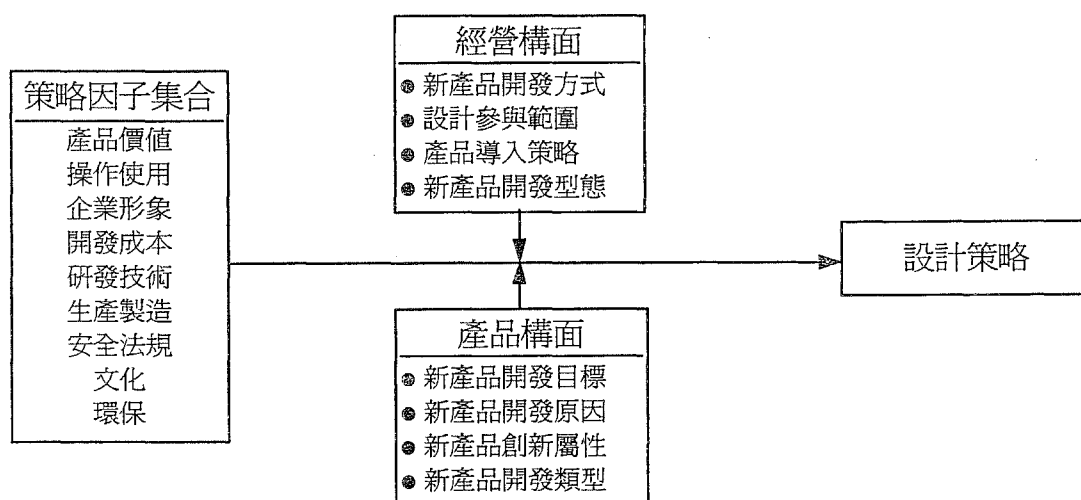 策略因子集合
產品價值
操作使用
企業形象
開發成本
研發技術
生產製造
安全法規
文化
環保
經營構面
● 新產品開發方式
● 設計參與範圍
● 產品導入策略
● 新產品開發型態
產品構面
● 新產品開發目標
● 新產品開發原因
● 新產品創新屬性
● 新產品開發類型
設計策略